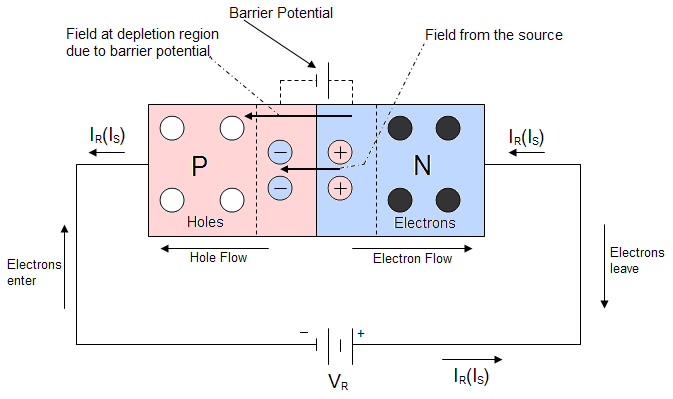 Barrier Potential
Field at depletion region
due to barrier potential
Field from the source
I_R(I_S)
I_R(I_S)
− +
P
N
− +
Holes
Electrons
Hole Flow
Electron Flow
Electrons
enter
Electrons
leave
− +
V_R
I_R(I_S)